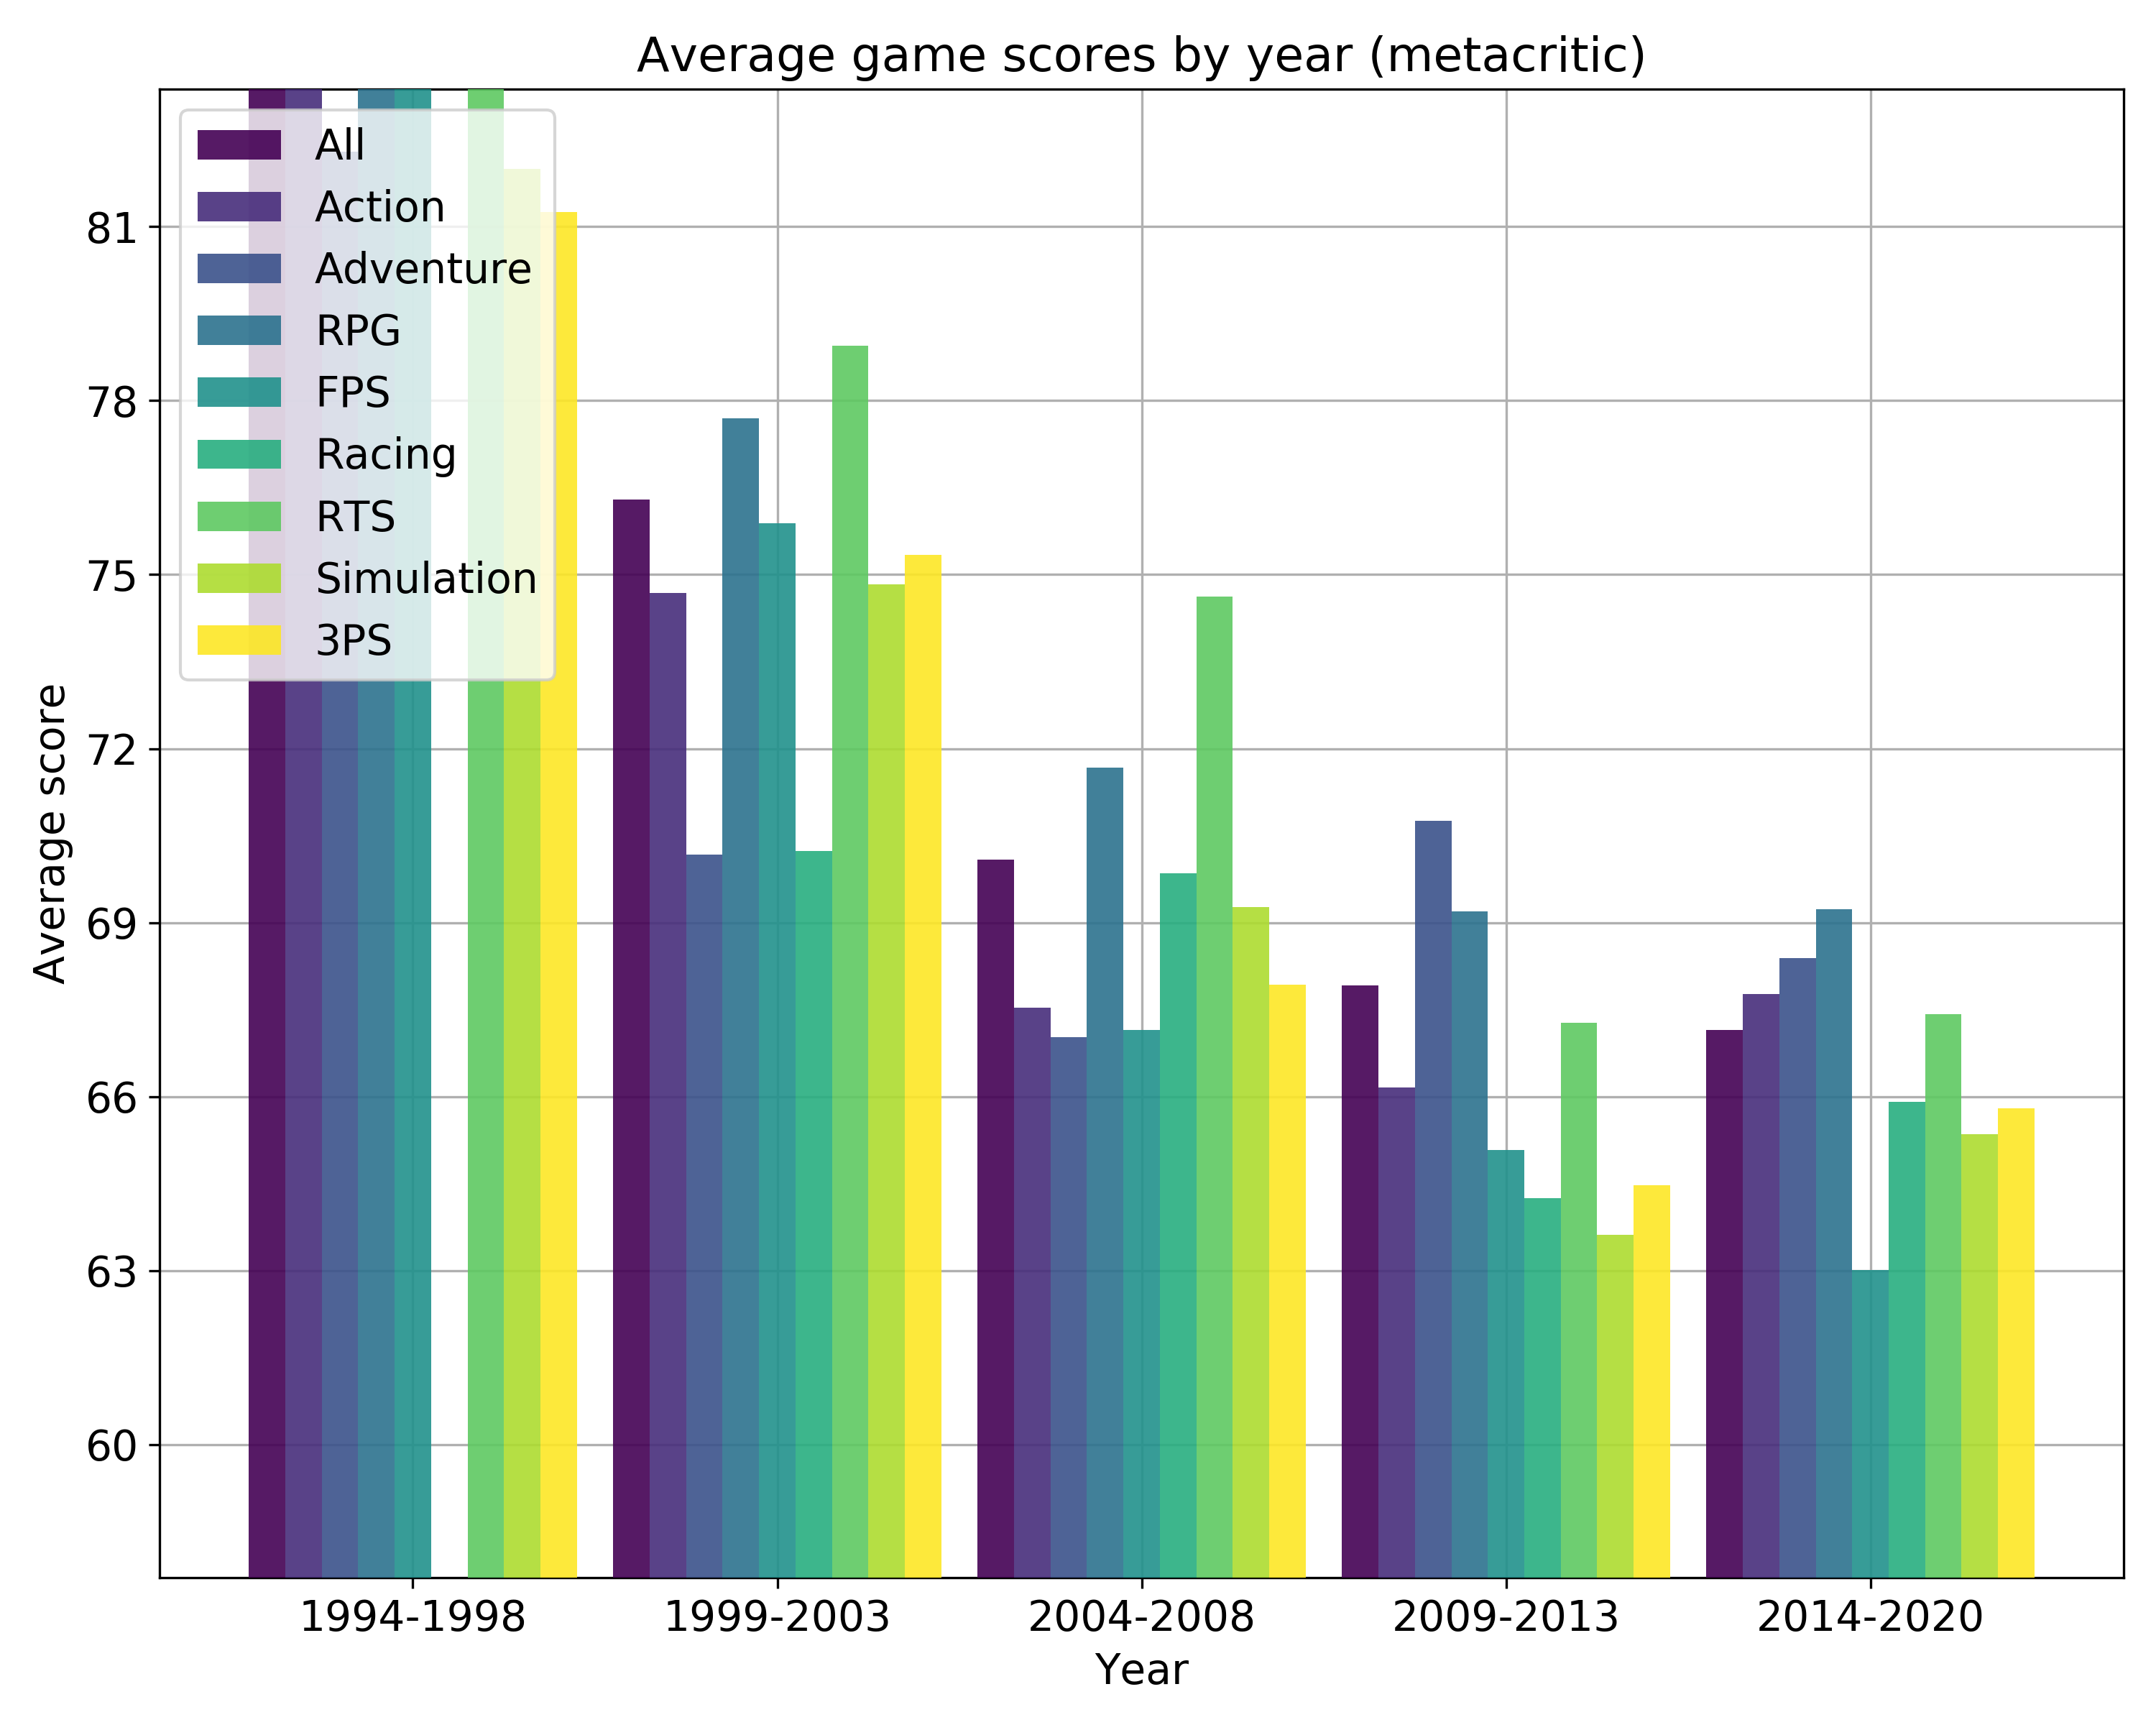 Average game scores by year (metacritic)
All
Action
Adventure
RPG
FPS
Racing
RTS
Simulation
3PS
81
78
75
72
69
66
63
60
Average score
1994-1998
1999-2003
2004-2008
2009-2013
2014-2020
Year